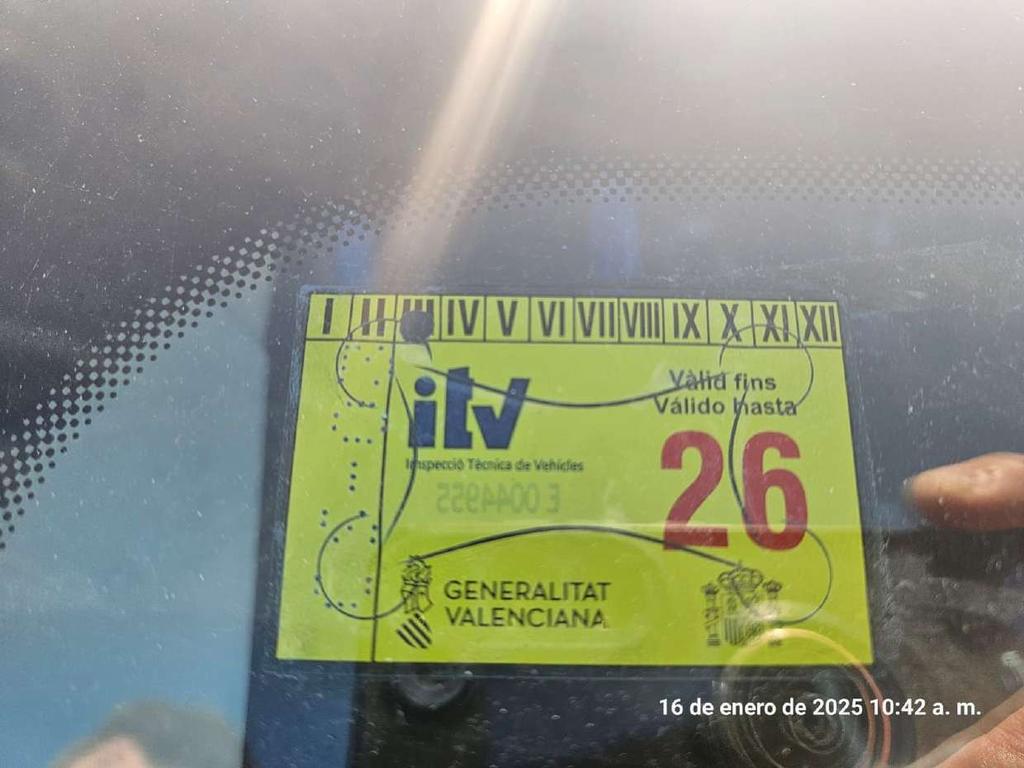 I II III IV V VI VII VIII IX X XI XII
itv
Inspecció Tècnica de Vehicles
E 0044955
Vàlid fins
Válido hasta
26
GENERALITAT
VALENCIANA
16 de enero de 2025 10:42 a. m.